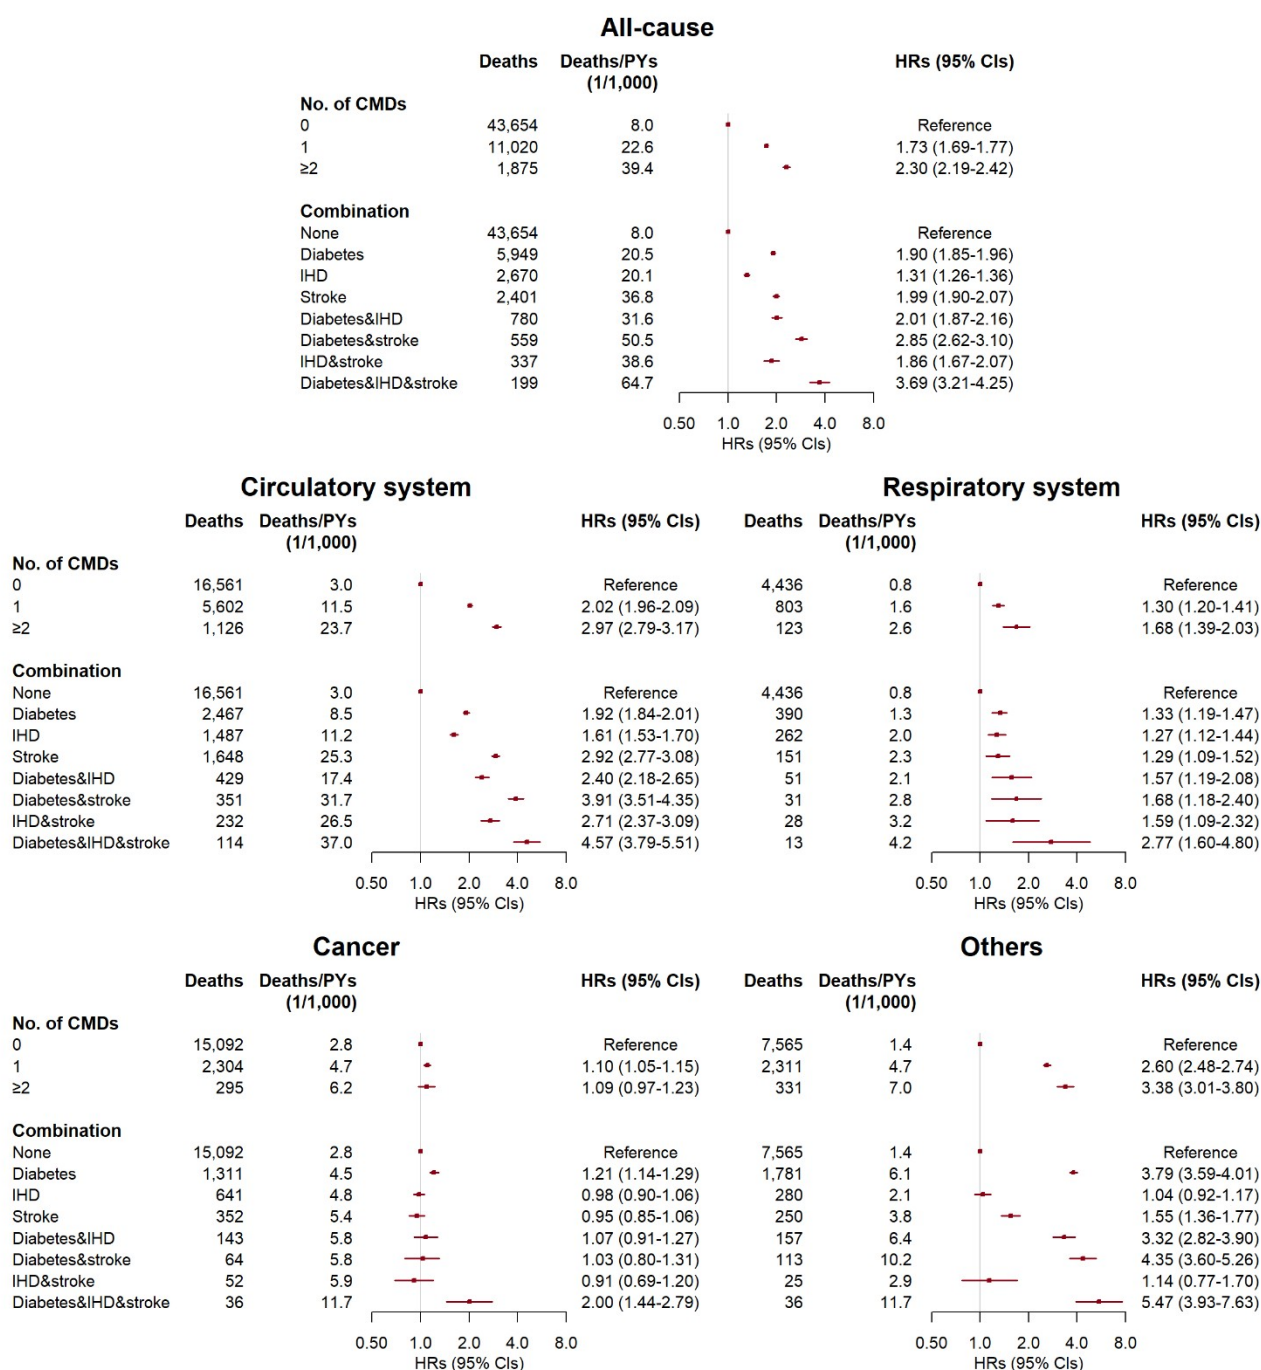 All-cause
Deaths Deaths/PYs HRs (95% CIs)
(1/1,000)
No. of CMDs
0 43,654 8.0 Reference
1 11,020 22.6 1.73 (1.69-1.77)
≥2 1,875 39.4 2.30 (2.19-2.42)
Combination
None 43,654 8.0 Reference
Diabetes 5,949 20.5 1.90 (1.85-1.96)
IHD 2,670 20.1 1.31 (1.26-1.36)
Stroke 2,401 36.8 1.99 (1.90-2.07)
Diabetes&IHD 780 31.6 2.01 (1.87-2.16)
Diabetes&stroke 559 50.5 2.85 (2.62-3.10)
IHD&stroke 337 38.6 1.86 (1.67-2.07)
Diabetes&IHD&stroke 199 64.7 3.69 (3.21-4.25)
0.50 1.0 2.0 4.0 8.0
HRs (95% CIs)
Circulatory system Respiratory system
Deaths Deaths/PYs HRs (95% CIs) Deaths Deaths/PYs HRs (95% CIs)
(1/1,000) (1/1,000)
No. of CMDs
0 16,561 3.0 Reference 4,436 0.8 Reference
1 5,602 11.5 2.02 (1.96-2.09) 803 1.6 1.30 (1.20-1.41)
≥2 1,126 23.7 2.97 (2.79-3.17) 123 2.6 1.68 (1.39-2.03)
Combination
None 16,561 3.0 Reference 4,436 0.8 Reference
Diabetes 2,467 8.5 1.92 (1.84-2.01) 390 1.3 1.33 (1.19-1.47)
IHD 1,487 11.2 1.61 (1.53-1.70) 262 2.0 1.27 (1.12-1.44)
Stroke 1,648 25.3 2.92 (2.77-3.08) 151 2.3 1.29 (1.09-1.52)
Diabetes&IHD 429 17.4 2.40 (2.18-2.65) 51 2.1 1.57 (1.19-2.08)
Diabetes&stroke 351 31.7 3.91 (3.51-4.35) 31 2.8 1.68 (1.18-2.40)
IHD&stroke 232 26.5 2.71 (2.37-3.09) 28 3.2 1.59 (1.09-2.32)
Diabetes&IHD&stroke 114 37.0 4.57 (3.79-5.51) 13 4.2 2.77 (1.60-4.80)
0.50 1.0 2.0 4.0 8.0 0.50 1.0 2.0 4.0 8.0
HRs (95% CIs) HRs (95% CIs)
Cancer Others
Deaths Deaths/PYs HRs (95% CIs) Deaths Deaths/PYs HRs (95% CIs)
(1/1,000) (1/1,000)
No. of CMDs
0 15,092 2.8 Reference 7,565 1.4 Reference
1 2,304 4.7 1.10 (1.05-1.15) 2,311 4.7 2.60 (2.48-2.74)
≥2 295 6.2 1.09 (0.97-1.23) 331 7.0 3.38 (3.01-3.80)
Combination
None 15,092 2.8 Reference 7,565 1.4 Reference
Diabetes 1,311 4.5 1.21 (1.14-1.29) 1,781 6.1 3.79 (3.59-4.01)
IHD 641 4.8 0.98 (0.90-1.06) 280 2.1 1.04 (0.92-1.17)
Stroke 352 5.4 0.95 (0.85-1.06) 250 3.8 1.55 (1.36-1.77)
Diabetes&IHD 143 5.8 1.07 (0.91-1.27) 157 6.4 3.32 (2.82-3.90)
Diabetes&stroke 64 5.8 1.03 (0.80-1.31) 113 10.2 4.35 (3.60-5.26)
IHD&stroke 52 5.9 0.91 (0.69-1.20) 25 2.9 1.14 (0.77-1.70)
Diabetes&IHD&stroke 36 11.7 2.00 (1.44-2.79) 36 11.7 5.47 (3.93-7.63)
0.50 1.0 2.0 4.0 8.0 0.50 1.0 2.0 4.0 8.0
HRs (95% CIs) HRs (95% CIs)